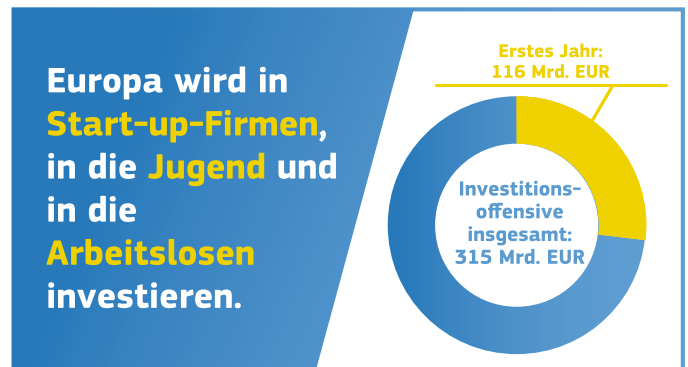 Europa wird in
Start-up-Firmen,
in die Jugend und
in die
Arbeitslosen
investieren.
Erstes Jahr:
116 Mrd. EUR
Investitions-
offensive
insgesamt:
315 Mrd. EUR